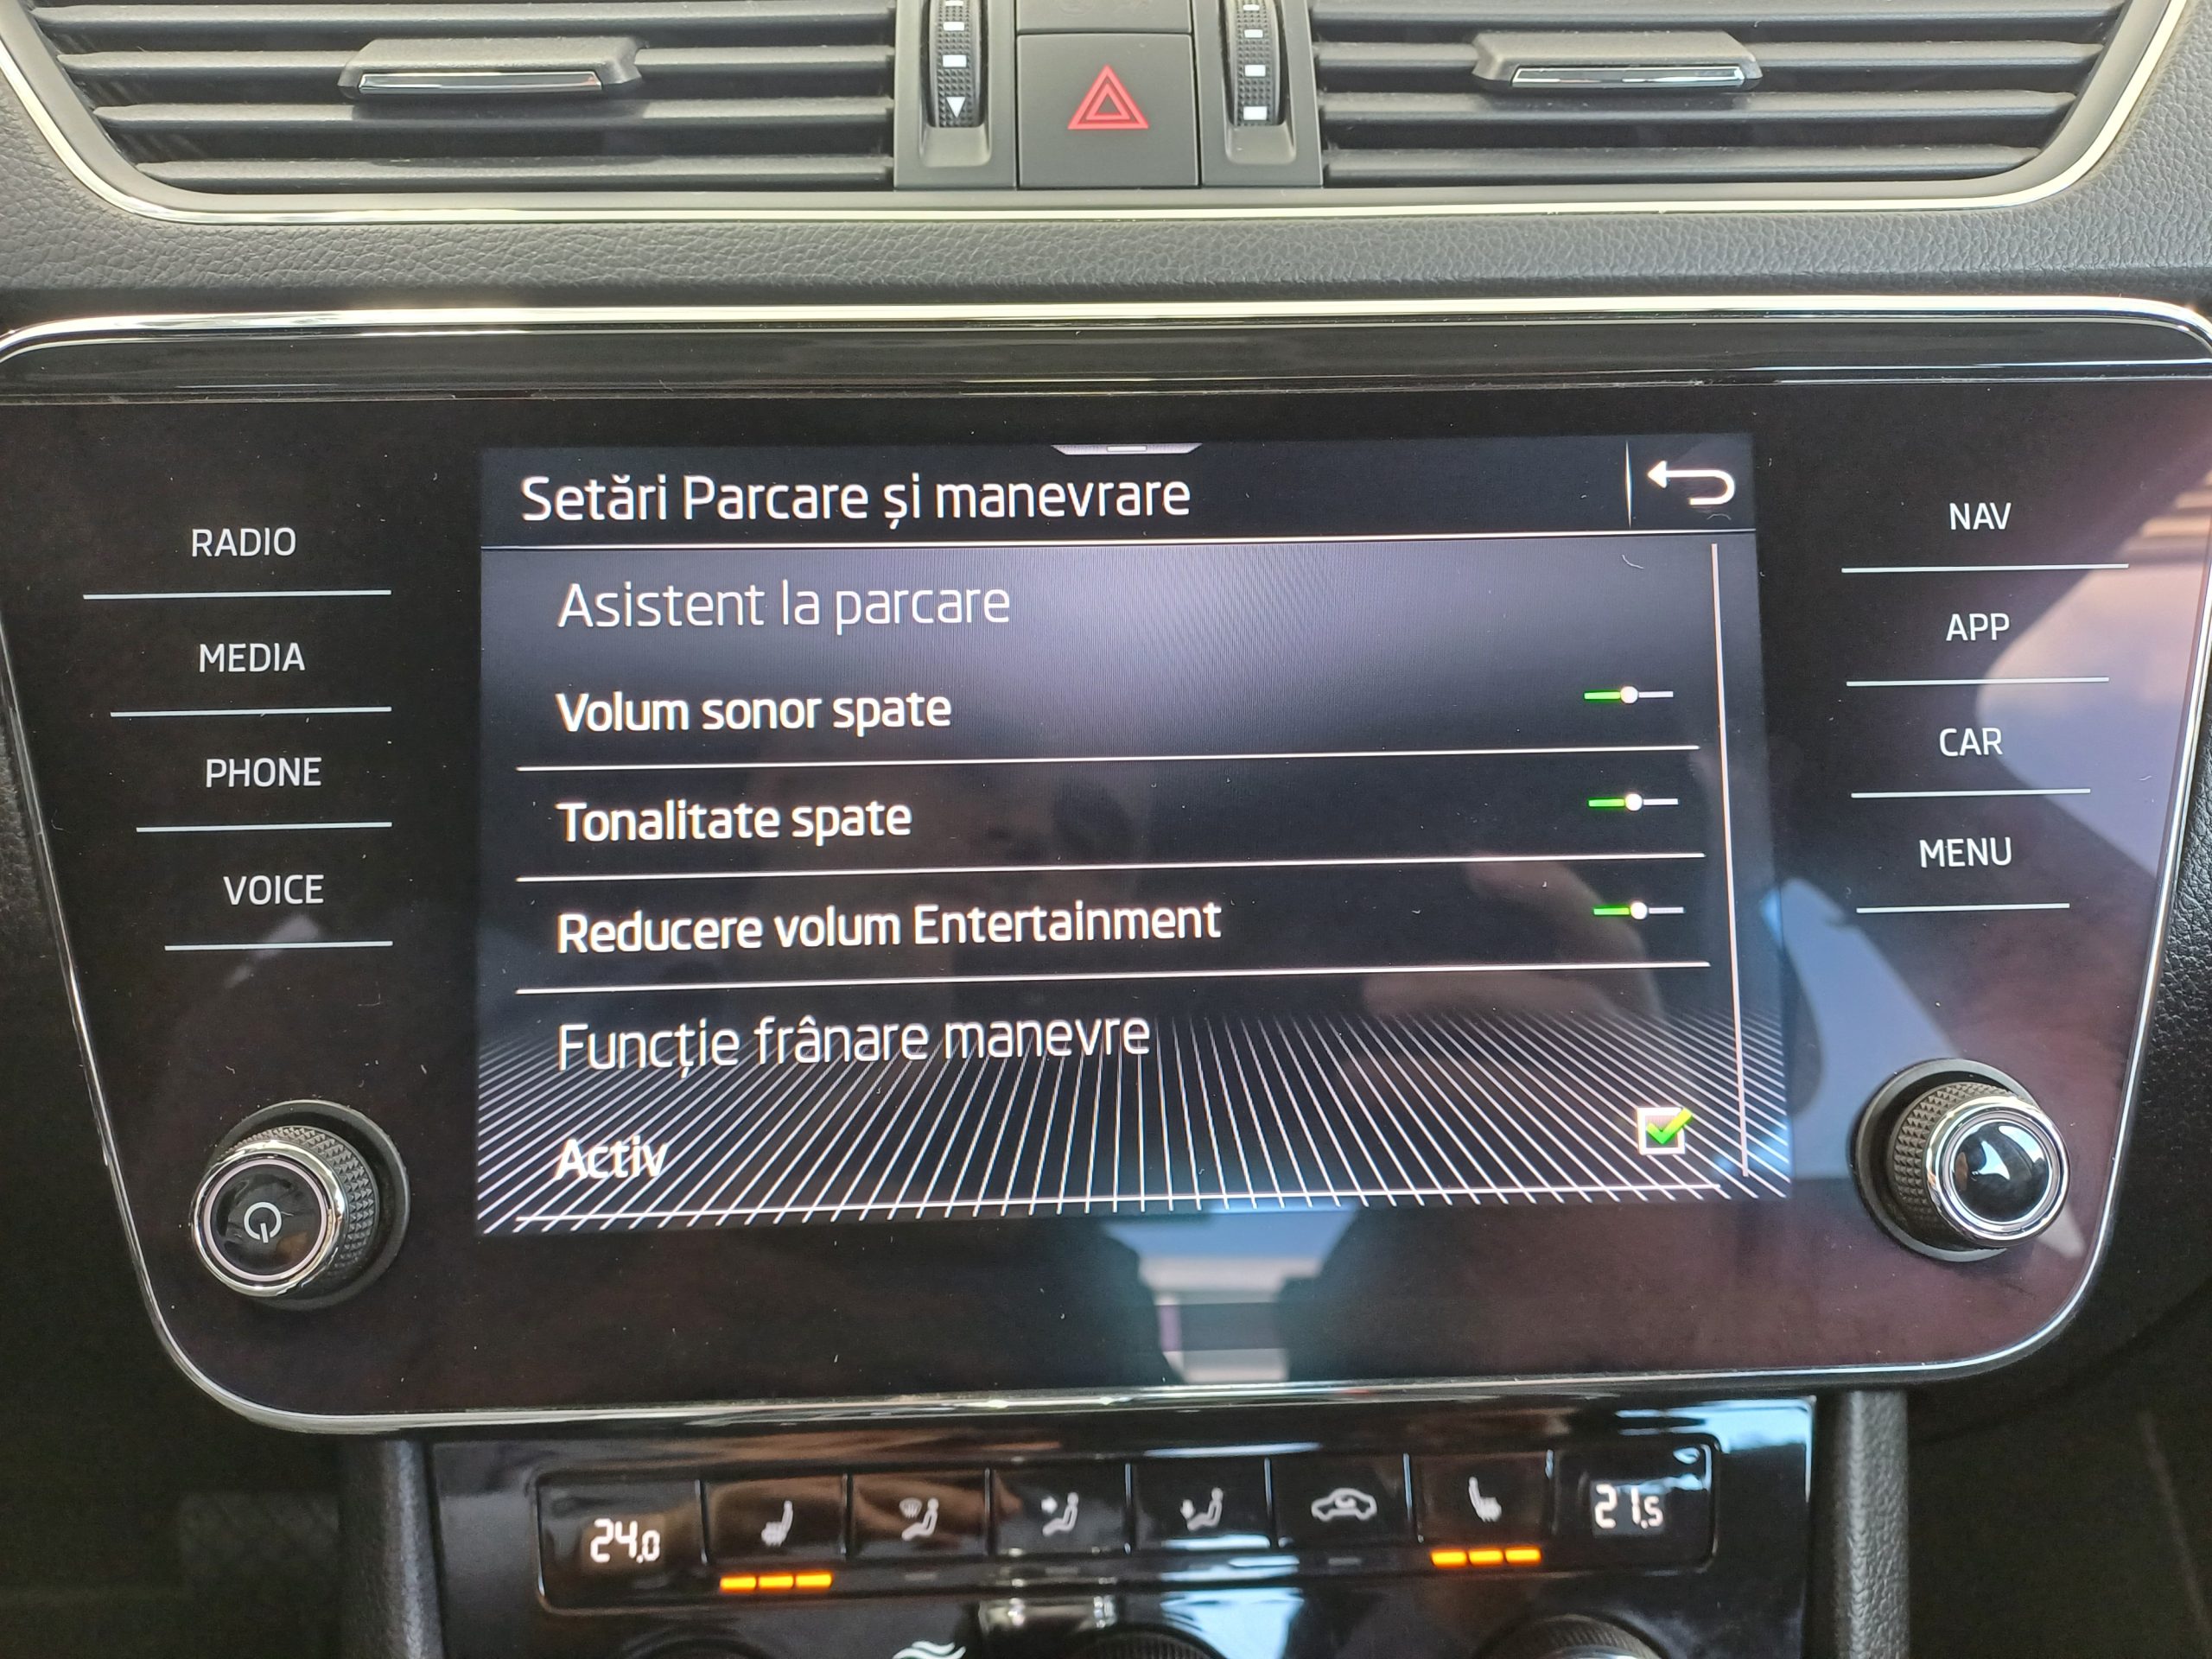 Setări Parcare și manevrare
RADIO
MEDIA
PHONE
VOICE
Asistent la parcare
Volum sonor spate
Tonalitate spate
Reducere volum Entertainment
Funcție frânare manevre
Activ
NAV
APP
CAR
MENU
24.0
21.5